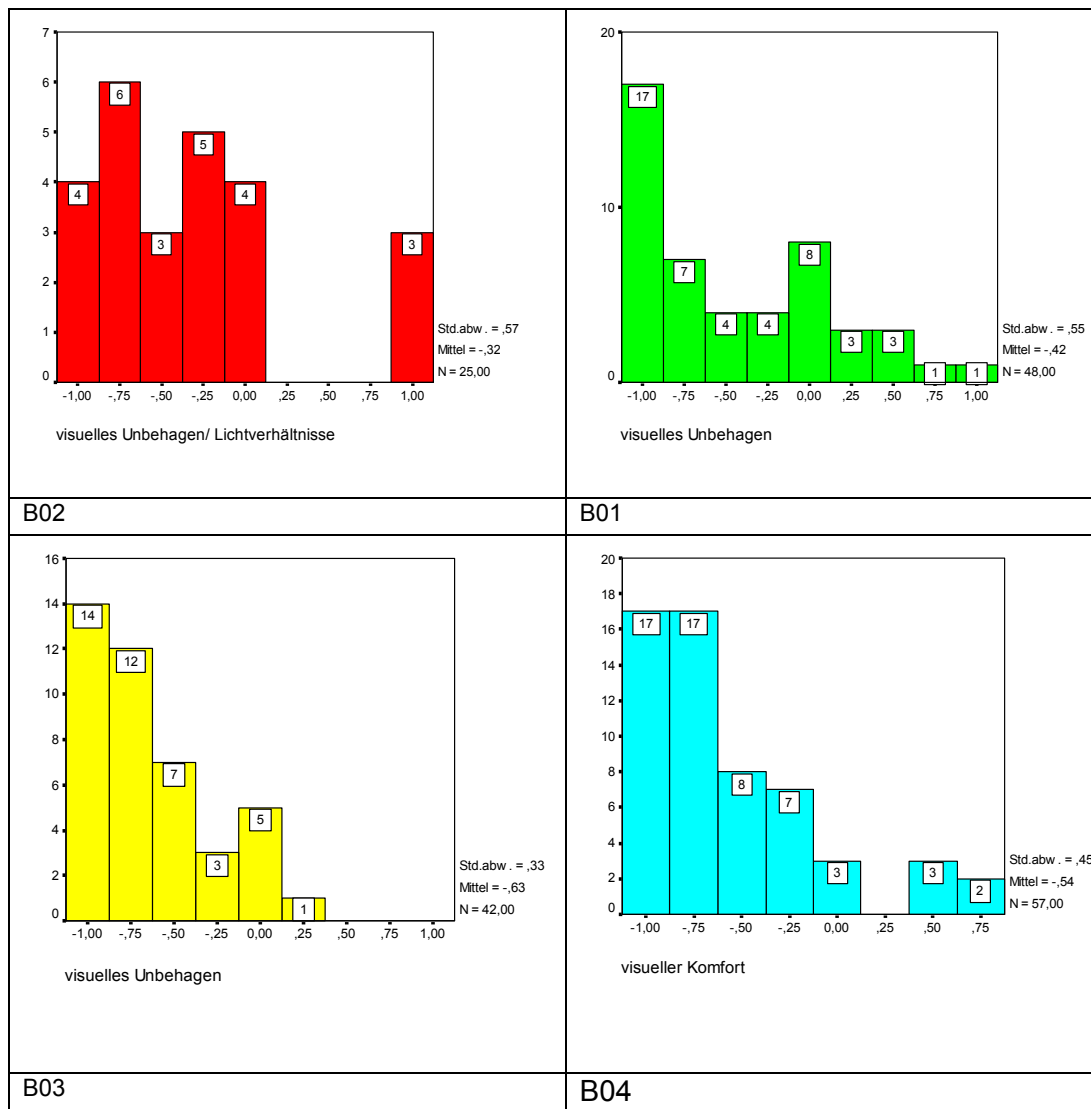 7
6
5
4
3
2
1
0
4
6
3
5
4
3
-1,00 -,75 -,50 -,25 0,00 ,25 ,50 ,75 1,00
Std.abw . = ,57
Mittel = -,32
N = 25,00
visuelles Unbehagen/ Lichtverhältnisse
20
10
0
17
7
4
4
8
3
3
1
1
-1,00 -,75 -,50 -,25 0,00 ,25 ,50 ,75 1,00
Std.abw . = ,55
Mittel = -,42
N = 48,00
visuelles Unbehagen
B02
B01
16
14
12
10
8
6
4
2
0
14
12
7
3
5
1
-1,00 -,75 -,50 -,25 0,00 ,25 ,50 ,75 1,00
Std.abw . = ,33
Mittel = -,63
N = 42,00
visuelles Unbehagen
20
18
16
14
12
10
8
6
4
2
0
17
17
8
7
3
3
2
-1,00 -,75 -,50 -,25 0,00 ,25 ,50 ,75
Std.abw . = ,45
Mittel = -,54
N = 57,00
visueller Komfort
B03
B04